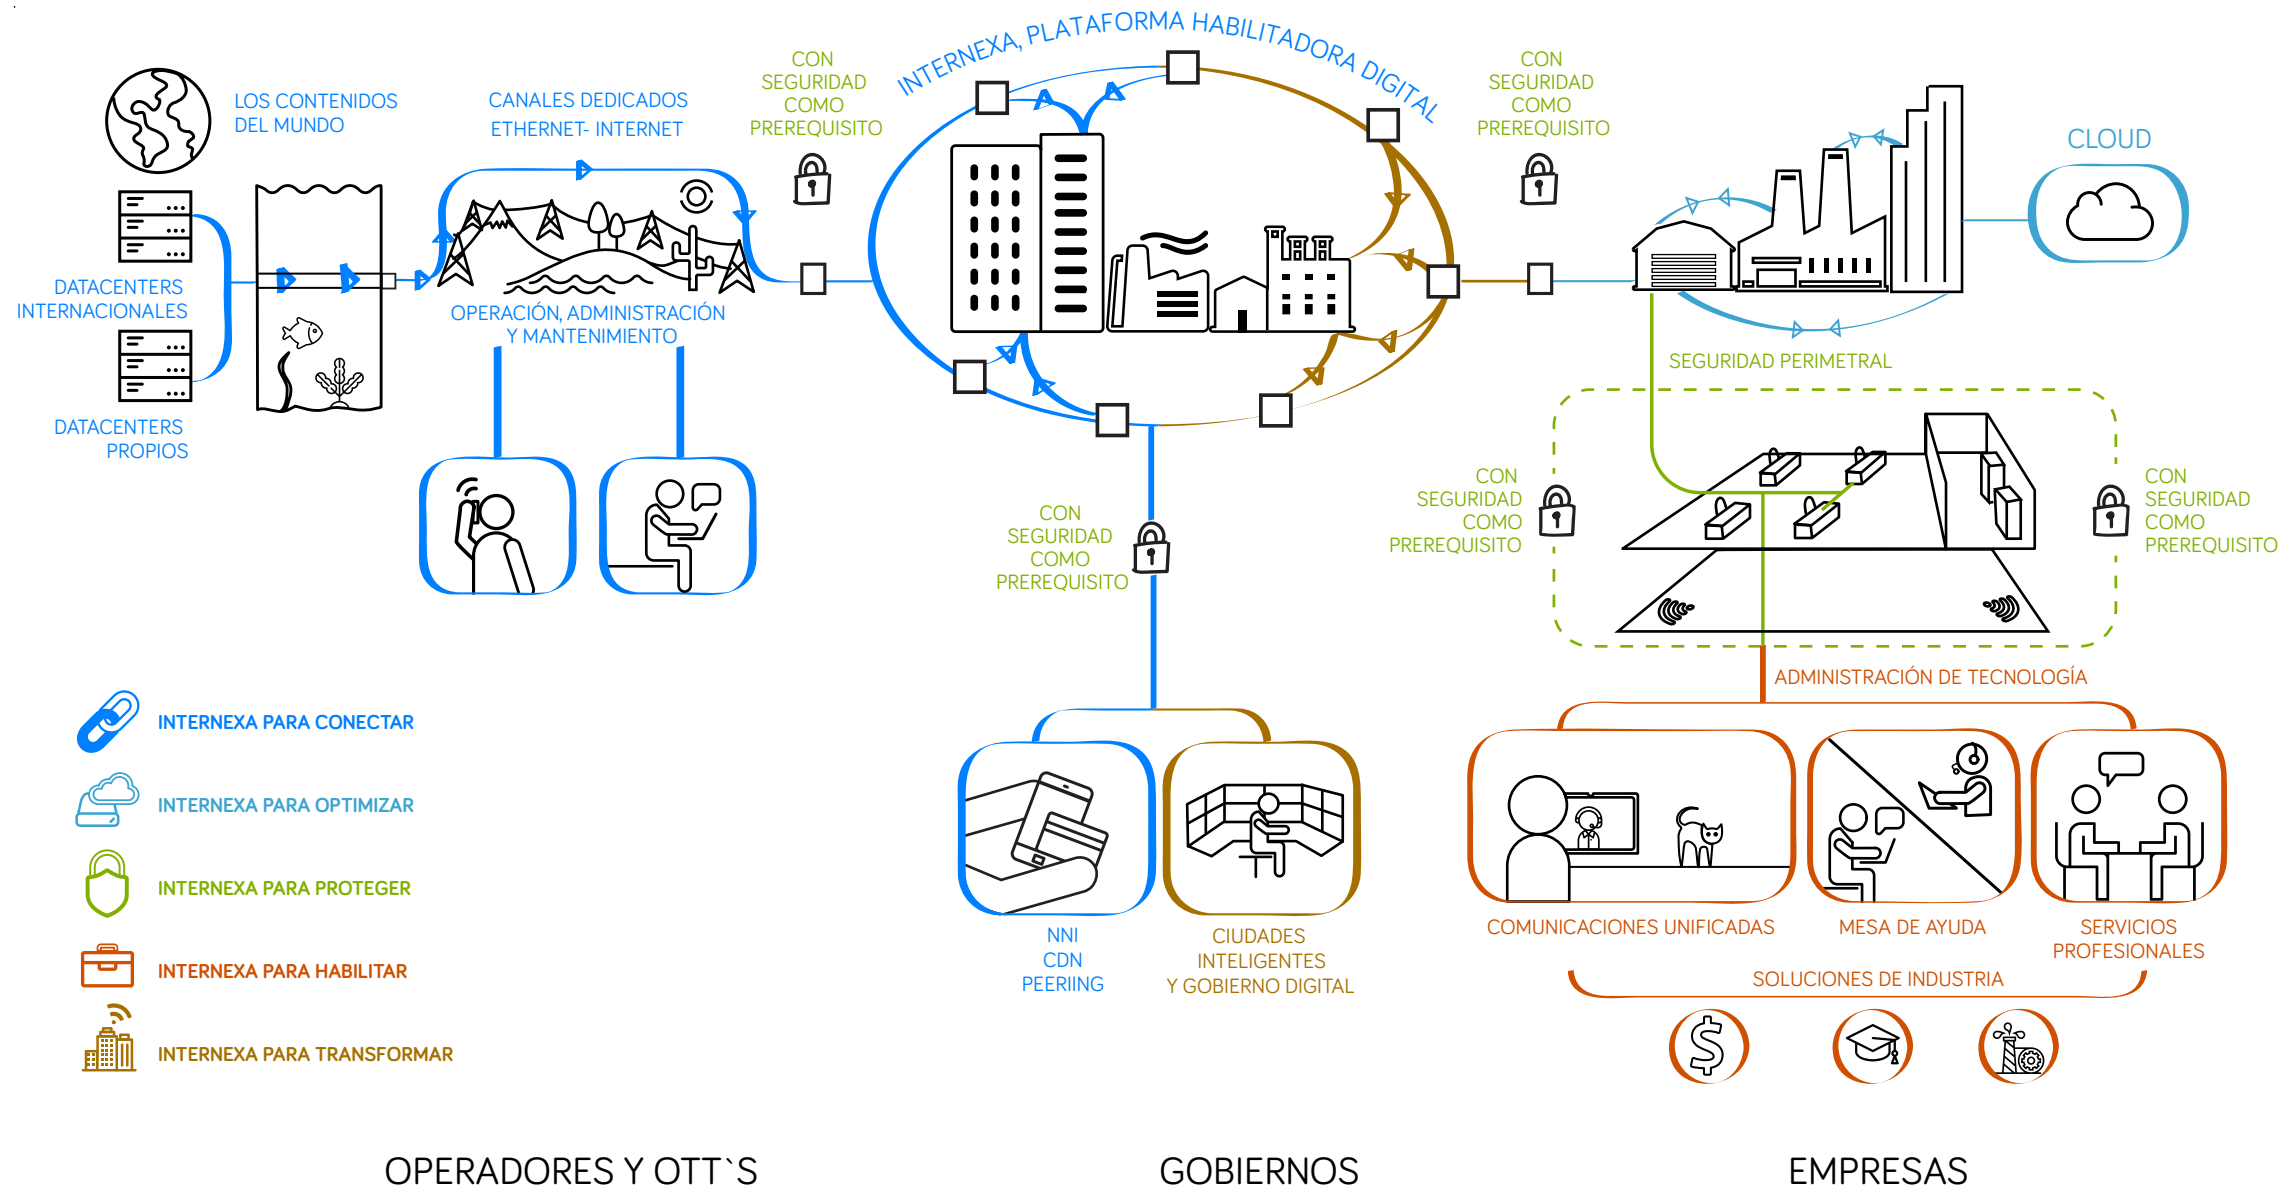 INTERNEXA, PLATAFORMA HABILITADORA DIGITAL
LOS CONTENIDOS
DEL MUNDO
DATACENTERS
INTERNACIONALES
DATACENTERS
PROPIOS
CANALES DEDICADOS
ETHERNET- INTERNET
OPERACIÓN, ADMINISTRACIÓN
Y MANTENIMIENTO
CON
SEGURIDAD
COMO
PREREQUISITO
CON
SEGURIDAD
COMO
PREREQUISITO
CLOUD
SEGURIDAD PERIMETRAL
CON
SEGURIDAD
COMO
PREREQUISITO
CON
SEGURIDAD
COMO
PREREQUISITO
CON
SEGURIDAD
COMO
PREREQUISITO
ADMINISTRACIÓN DE TECNOLOGÍA
INTERNEXA PARA CONECTAR
INTERNEXA PARA OPTIMIZAR
INTERNEXA PARA PROTEGER
INTERNEXA PARA HABILITAR
INTERNEXA PARA TRANSFORMAR
NNI
CDN
PEERIING
CIUDADES
INTELIGENTES
Y GOBIERNO DIGITAL
COMUNICACIONES UNIFICADAS
MESA DE AYUDA
SERVICIOS
PROFESIONALES
SOLUCIONES DE INDUSTRIA
$
OPERADORES Y OTT`S
GOBIERNOS
EMPRESAS